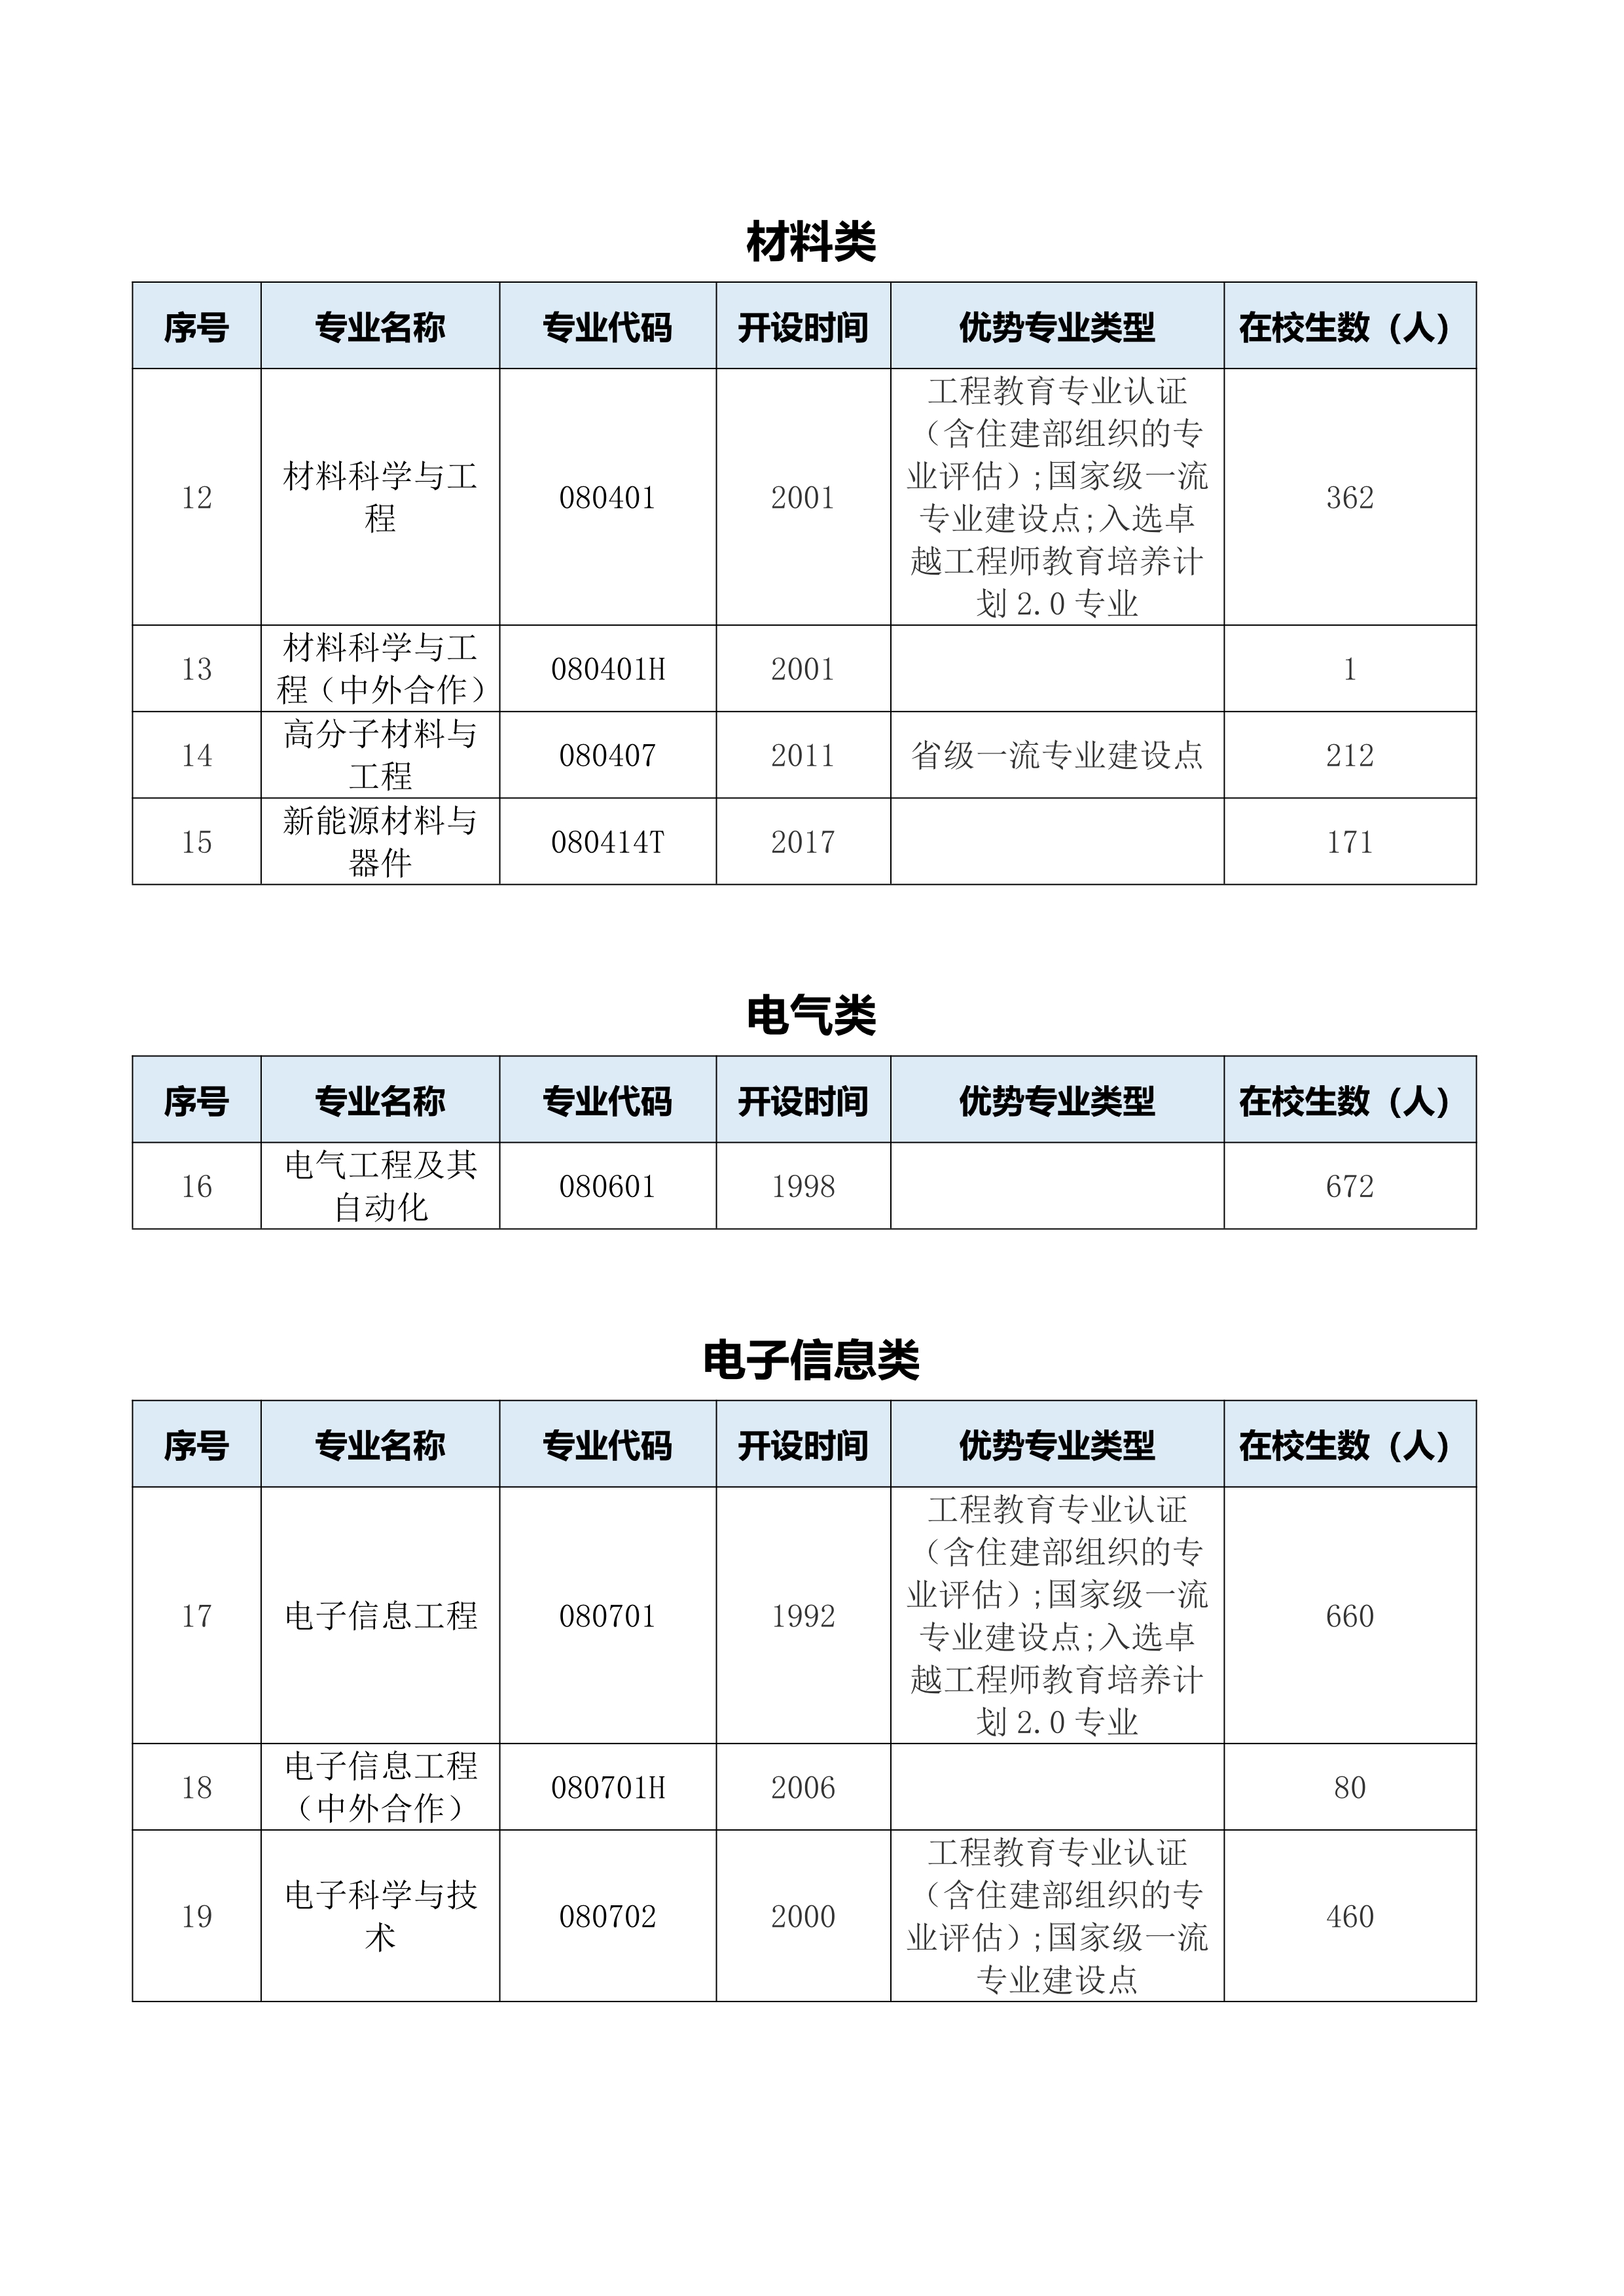 材料类
序号 专业名称 专业代码 开设时间 优势专业类型 在校生数（人）
12 材料科学与工程 080401 2001 工程教育专业认证（含住建部组织的专业评估）;国家级一流专业建设点;入选卓越工程师教育培养计划2.0专业 362
13 材料科学与工程（中外合作） 080401H 2001 1
14 高分子材料与工程 080407 2011 省级一流专业建设点 212
15 新能源材料与器件 080414T 2017 171
电气类
序号 专业名称 专业代码 开设时间 优势专业类型 在校生数（人）
16 电气工程及其自动化 080601 1998 672
电子信息类
序号 专业名称 专业代码 开设时间 优势专业类型 在校生数（人）
17 电子信息工程 080701 1992 工程教育专业认证（含住建部组织的专业评估）;国家级一流专业建设点;入选卓越工程师教育培养计划2.0专业 660
18 电子信息工程（中外合作） 080701H 2006 80
19 电子科学与技术 080702 2000 工程教育专业认证（含住建部组织的专业评估）;国家级一流专业建设点 460